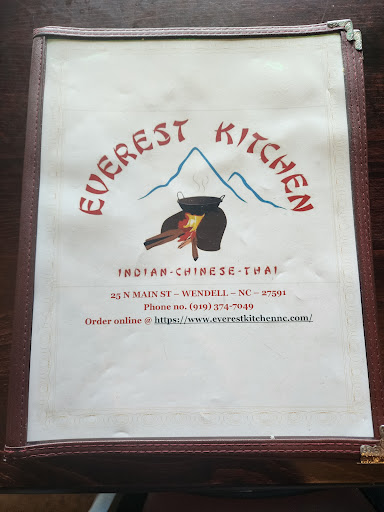 EVEREST KITCHEN
INDIAN-CHINESE-THAI
25 N MAIN ST – WENDELL – NC – 27591
Phone no. (919) 374-7049
Order online @ https://www.everestkitchennc.com/